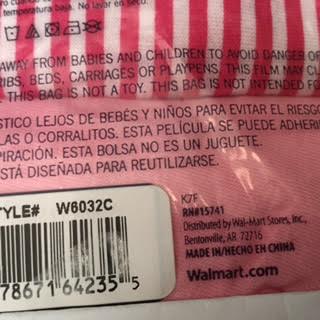 temperatura baja. No lavar en seco.
AWAY FROM BABIES AND CHILDREN TO AVOID DANGER OF
RIBS, BEDS, CARRIAGES OR PLAYPENS. THIS FILM MAY CL
THIS BAG IS NOT A TOY. THIS BAG IS NOT INTENDED
STICO LEJOS DE BEBÉS Y NIÑOS PARA EVITAR EL RIESGO
LAS O CORRALITOS. ESTA PELÍCULA SE PUEDE ADHERI
PIRACIÓN. ESTA BOLSA NO ES UN JUGUETE.
ESTÁ DISEÑADA PARA REUTILIZARSE.
TYLE# W6032C
78671 64235 5
K7F
RN#15741
Distributed by Wal-Mart Stores, Inc.,
Bentonville, AR 72716
MADE IN/HECHO EN CHINA
Walmart.com